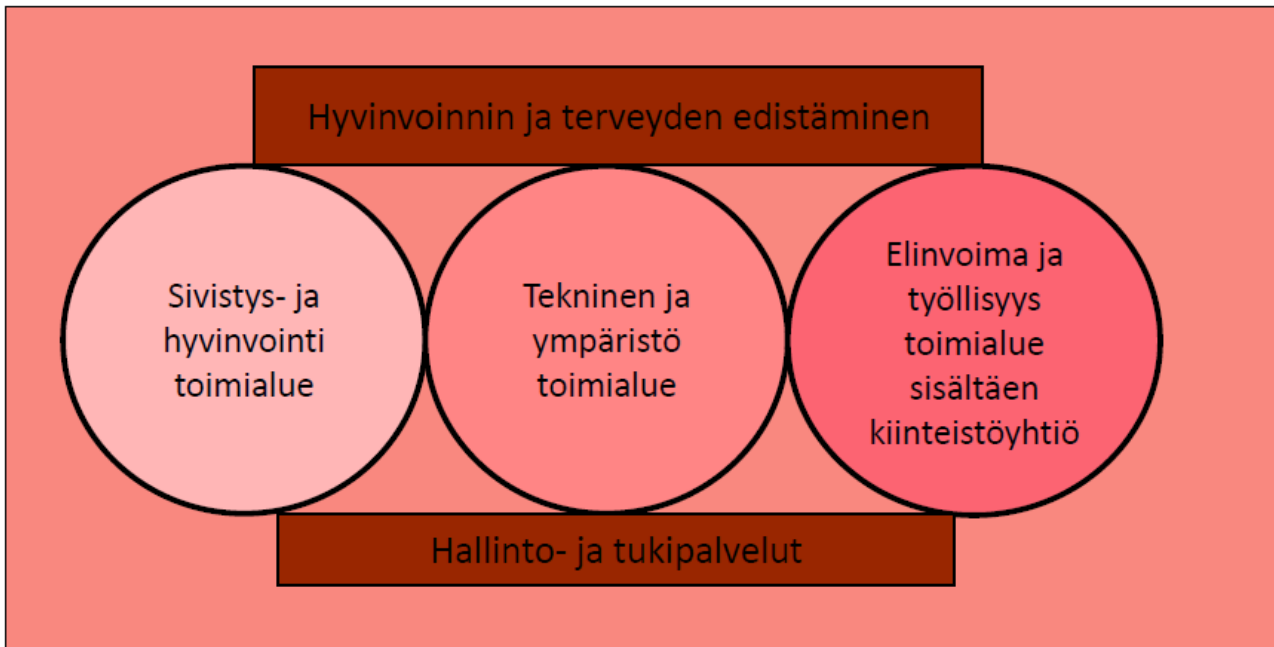 Hyvinvoinnin ja terveyden edistäminen
Sivistys- ja
hyvinvointi
toimialue
Tekninen ja
ympäristö
toimialue
Elinvoima ja
työllisyys
toimialue
sisältäen
kiinteistöyhtiö
Hallinto- ja tukipalvelut